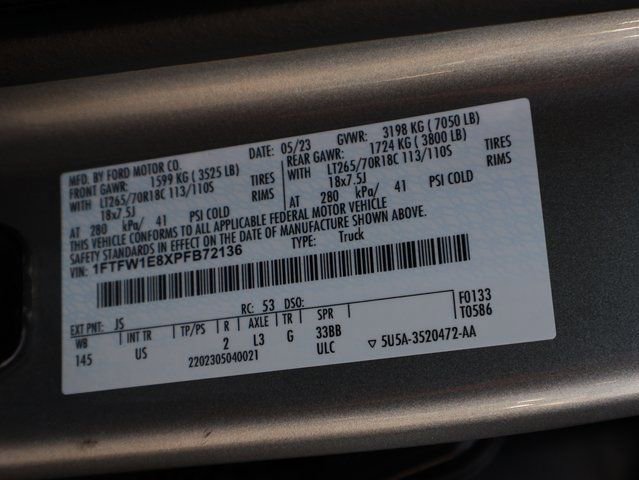 MFD. BY FORD MOTOR CO.
DATE: 05/23 GVWR: 3198 KG ( 7050 LB)
FRONT GAWR: 1599 KG ( 3525 LB)
REAR GAWR: 1724 KG ( 3800 LB)
WITH LT265/70R18C 113/110S TIRES
WITH LT265/70R18C 113/110S TIRES
18x7.5J RIMS
18x7.5J RIMS
AT 280 kPa/ 41 PSI COLD
AT 280 kPa/ 41 PSI COLD
THIS VEHICLE CONFORMS TO ALL APPLICABLE FEDERAL MOTOR VEHICLE
SAFETY STANDARDS IN EFFECT ON THE DATE OF MANUFACTURE SHOWN ABOVE.
VIN: 1FTFW1E8XPFB72136 TYPE: Truck
EXT PNT: JS RC: 53 DSO: F0133
WB INT TR TP/PS R AXLE TR SPR T0586
145 US 2 L3 G 33BB
2202305040021 ULC ▽ 5U5A-3520472-AA